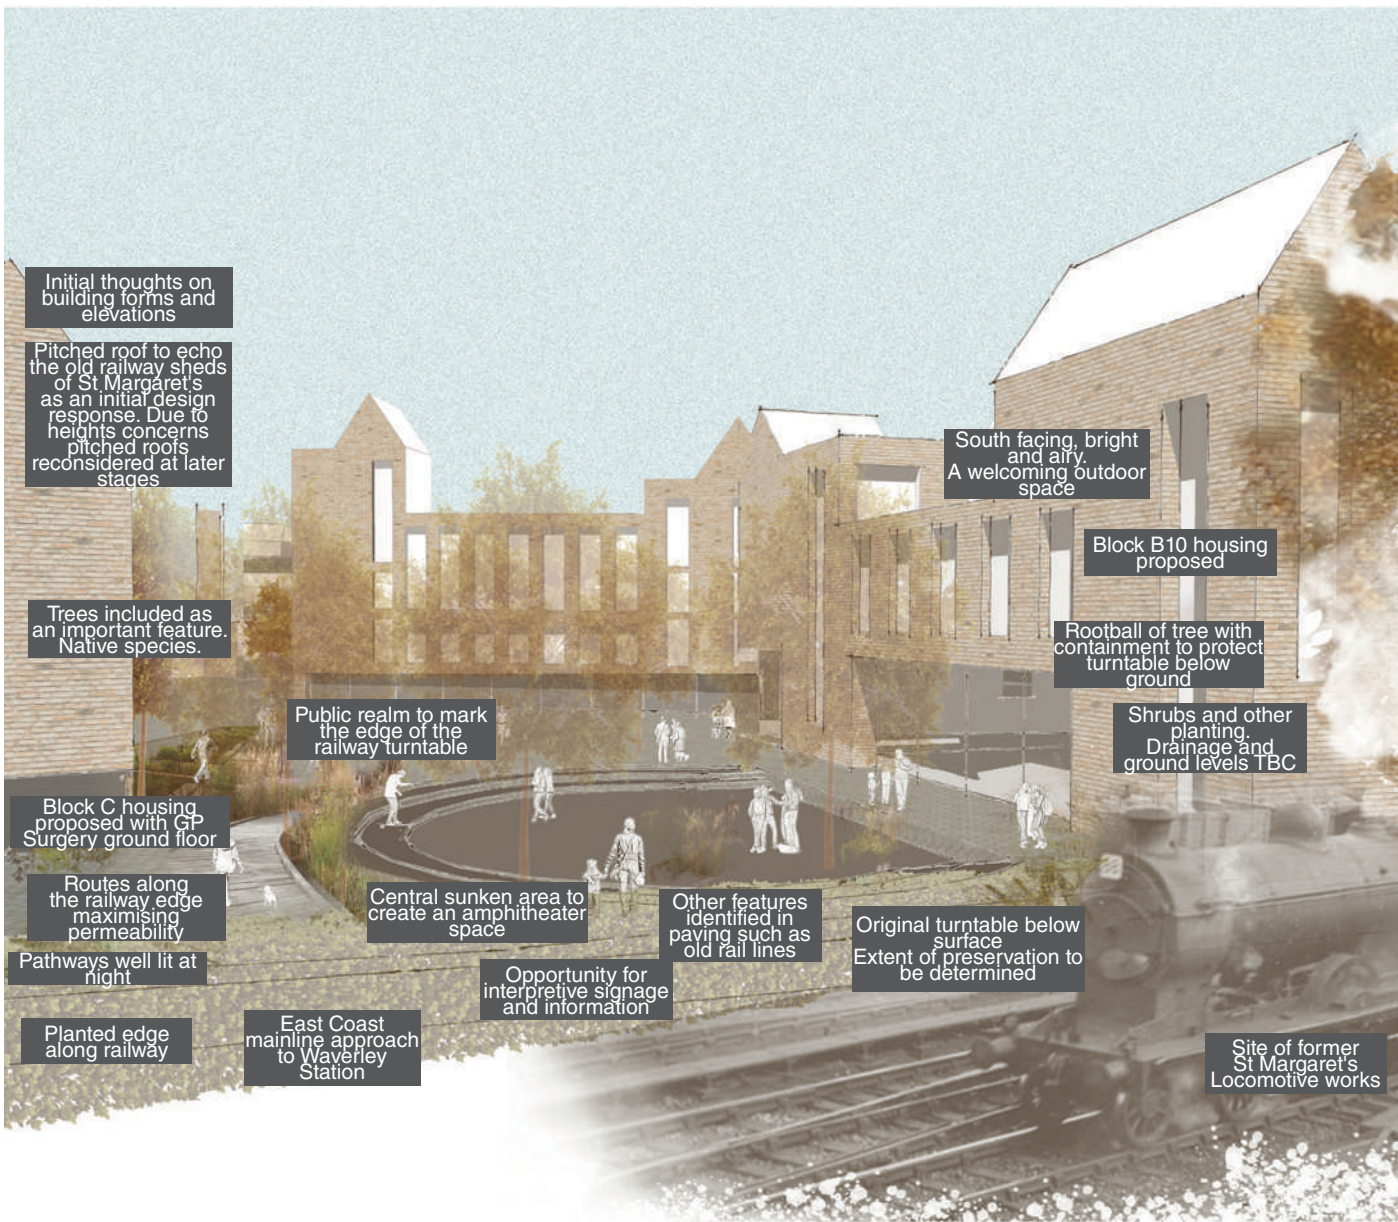 Initial thoughts on
building forms and
elevations
Pitched roof to echo
the old railway sheds
of St Margaret's
as an initial design
response. Due to
heights concerns
pitched roofs
reconsidered at later
stages
South facing, bright
and airy.
A welcoming outdoor
space
Block B10 housing
proposed
Trees included as
an important feature.
Native species.
Rootball of tree with
containment to protect
turntable below
ground
Public realm to mark
the edge of the
railway turntable
Shrubs and other
planting.
Drainage and
ground levels TBC
Block C housing
proposed with GP
Surgery ground floor
Routes along
the railway edge
maximising
permeability
Central sunken area to
create an amphitheater
space
Other features
identified in
paving such as
old rail lines
Original turntable below
surface
Extent of preservation to
be determined
Pathways well lit at
night
Opportunity for
interpretive signage
and information
Planted edge
along railway
East Coast
mainline approach
to Waverley
Station
Site of former
St Margaret's
Locomotive works